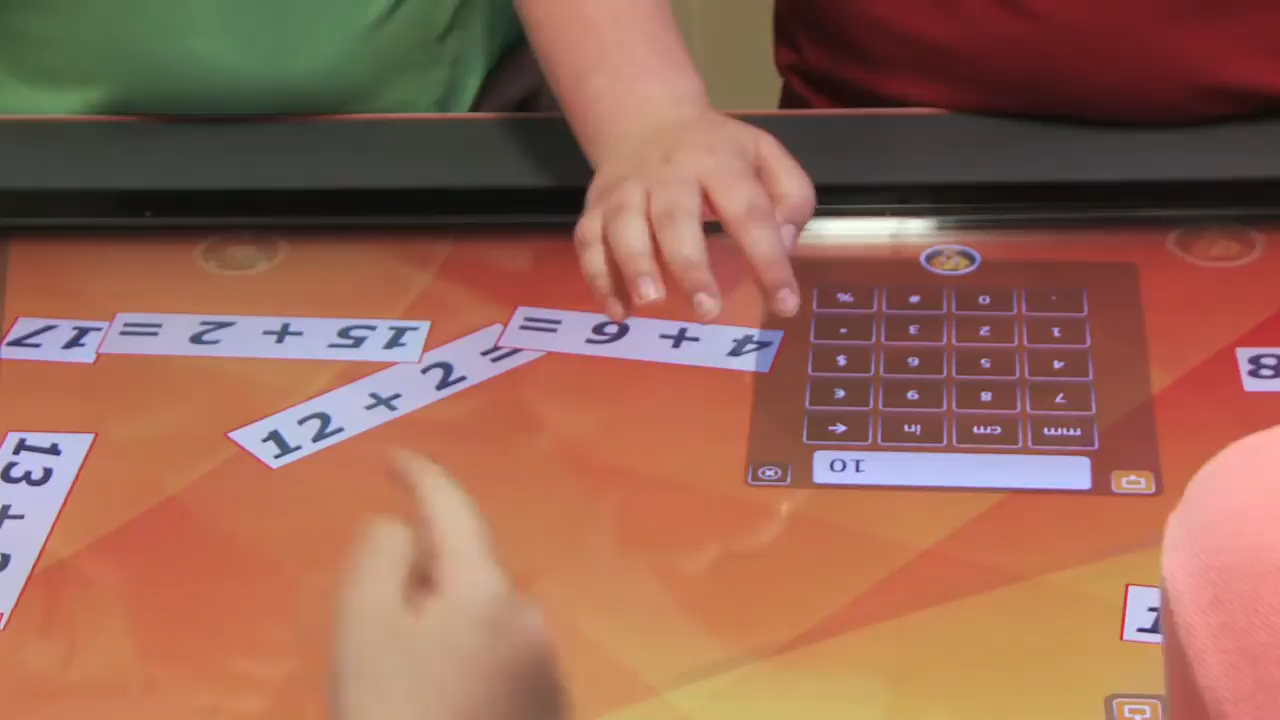 15 + 2 =
17
12 + 2 =
4 + 6 =
13 +
8
10
mm cm in ←
7 8 9 €
4 5 6 $
1 2 3 *
. 0 # %